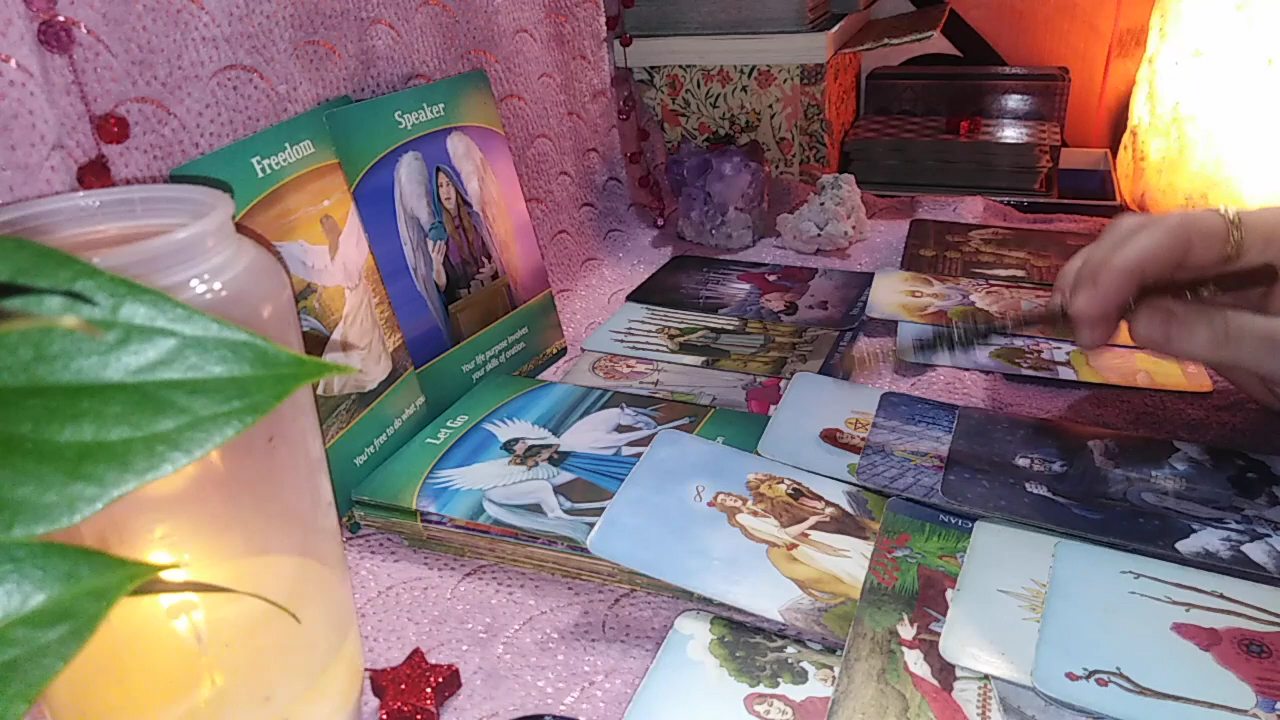 Freedom
Speaker
Your life purpose involves
your skills of oration.
You're free to do what you
Let Go
CIAN